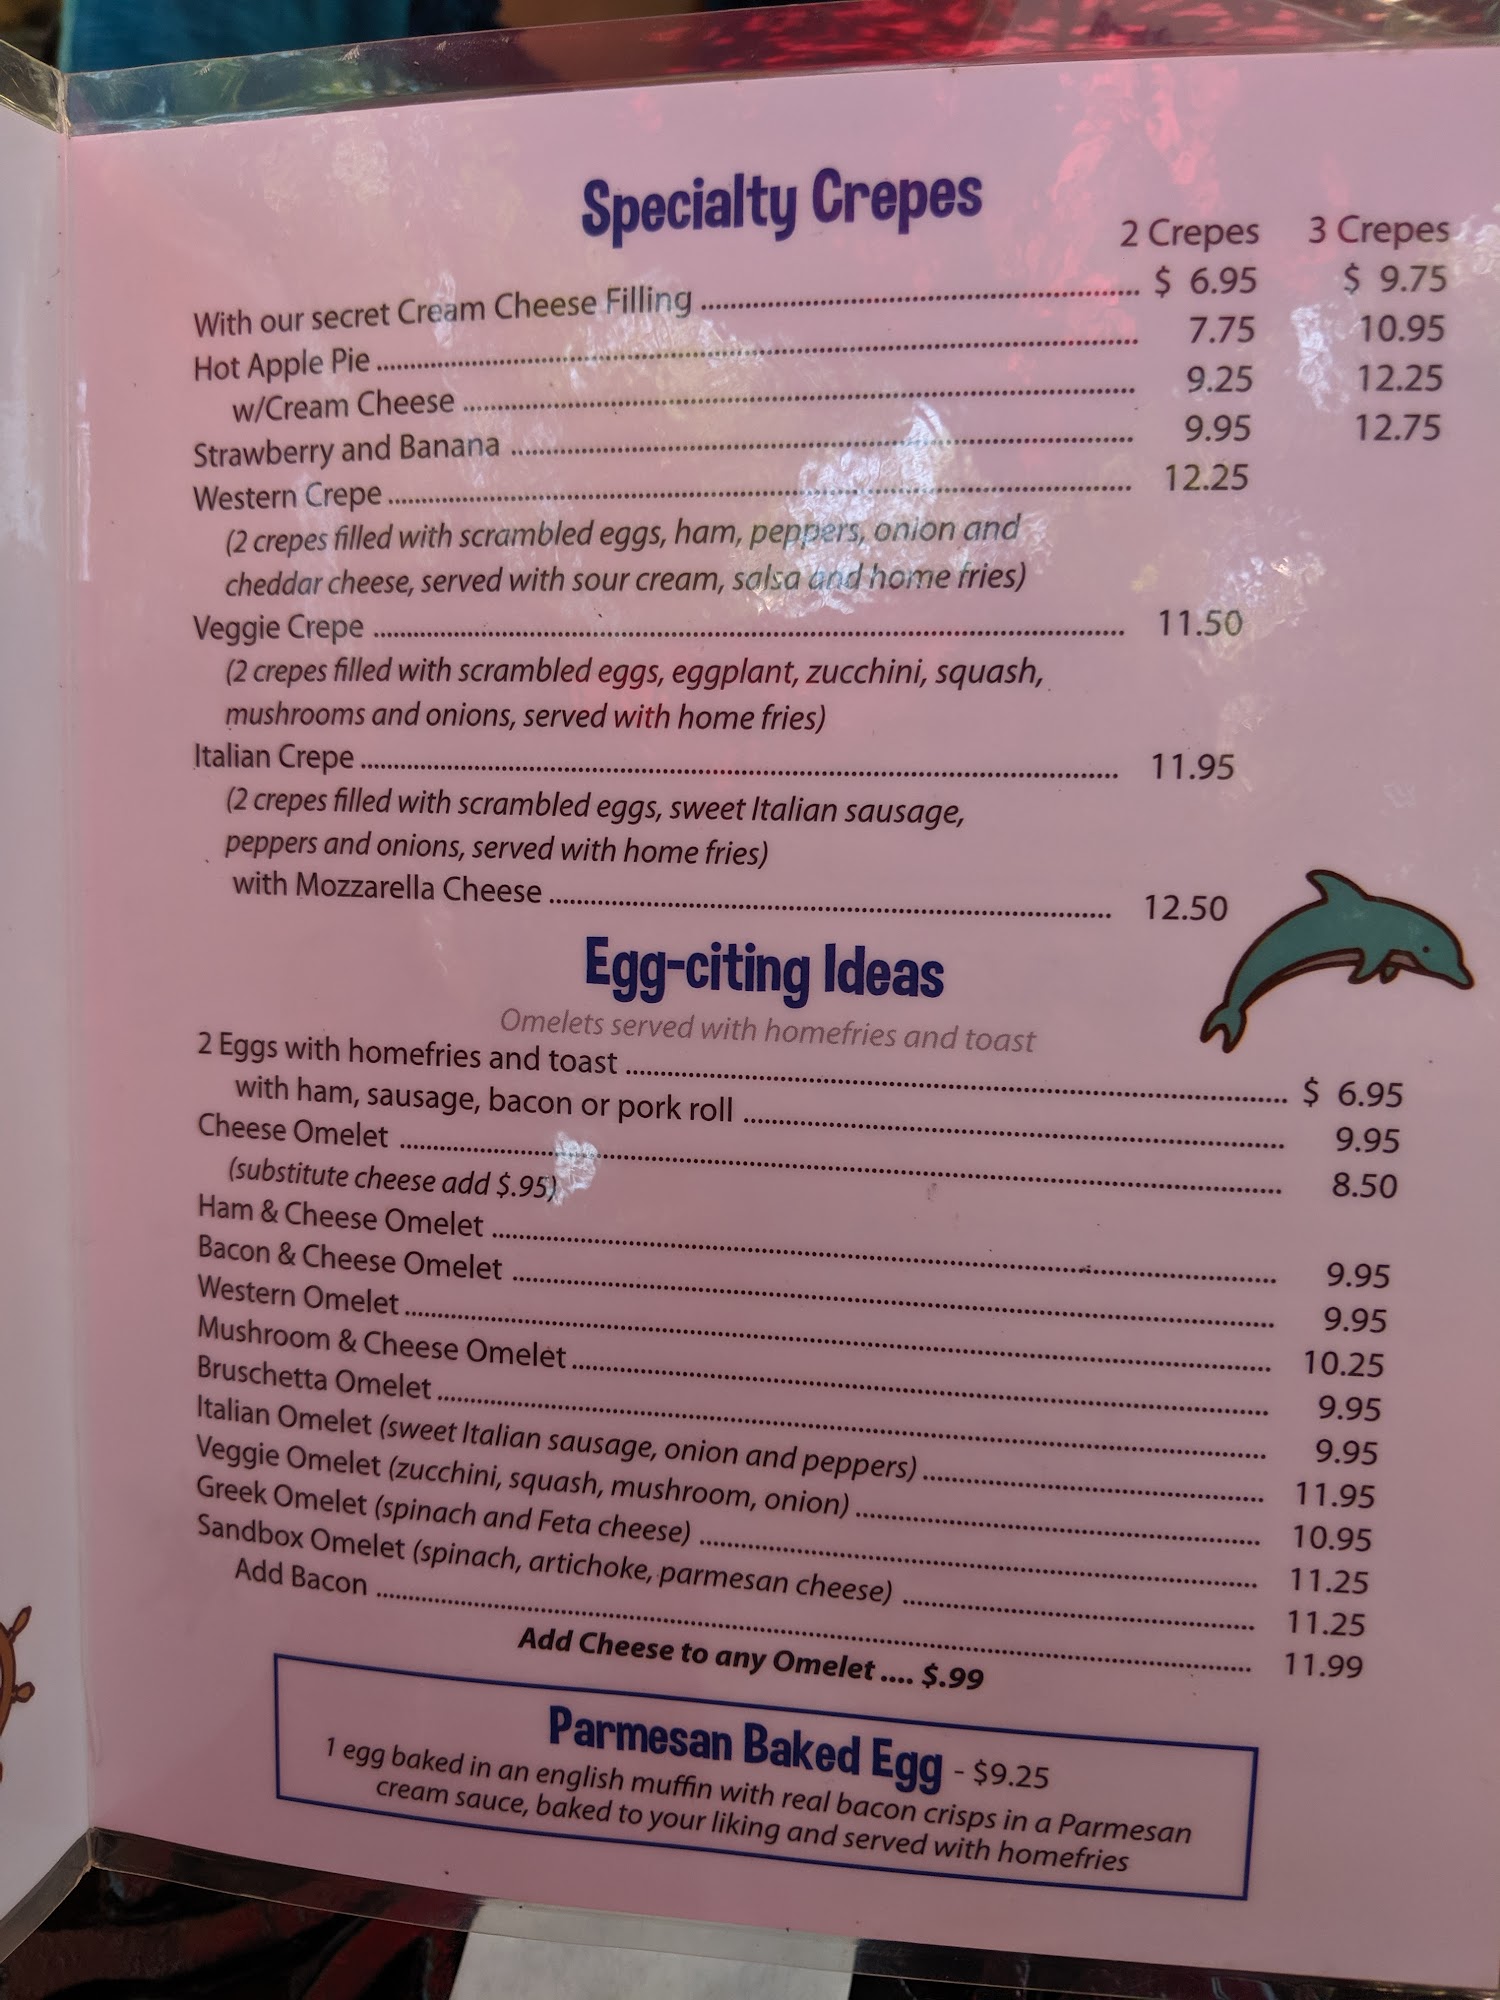 Specialty Crepes
2 Crepes 3 Crepes
With our secret Cream Cheese Filling ........ $ 6.95 $ 9.75
Hot Apple Pie ........ 7.75 10.95
w/Cream Cheese ........ 9.25 12.25
Strawberry and Banana ........ 9.95 12.75
Western Crepe ........ 12.25
(2 crepes filled with scrambled eggs, ham, peppers, onion and
cheddar cheese, served with sour cream, salsa and home fries)
Veggie Crepe ........ 11.50
(2 crepes filled with scrambled eggs, eggplant, zucchini, squash,
mushrooms and onions, served with home fries)
Italian Crepe ........ 11.95
(2 crepes filled with scrambled eggs, sweet Italian sausage,
peppers and onions, served with home fries)
with Mozzarella Cheese ........ 12.50
Egg-citing Ideas
Omelets served with homefries and toast
2 Eggs with homefries and toast ........ $ 6.95
with ham, sausage, bacon or pork roll ........ 9.95
Cheese Omelet ........ 8.50
(substitute cheese add $.95)
Ham & Cheese Omelet ........ 9.95
Bacon & Cheese Omelet ........ 9.95
Western Omelet ........ 10.25
Mushroom & Cheese Omelet ........ 9.95
Bruschetta Omelet ........ 9.95
Italian Omelet (sweet Italian sausage, onion and peppers) ........ 11.95
Veggie Omelet (zucchini, squash, mushroom, onion) ........ 10.95
Greek Omelet (spinach and Feta cheese) ........ 11.25
Sandbox Omelet (spinach, artichoke, parmesan cheese) ........ 11.25
Add Bacon ........ 11.99
Add Cheese to any Omelet .... $.99
Parmesan Baked Egg - $9.25
1 egg baked in an english muffin with real bacon crisps in a Parmesan
cream sauce, baked to your liking and served with homefries